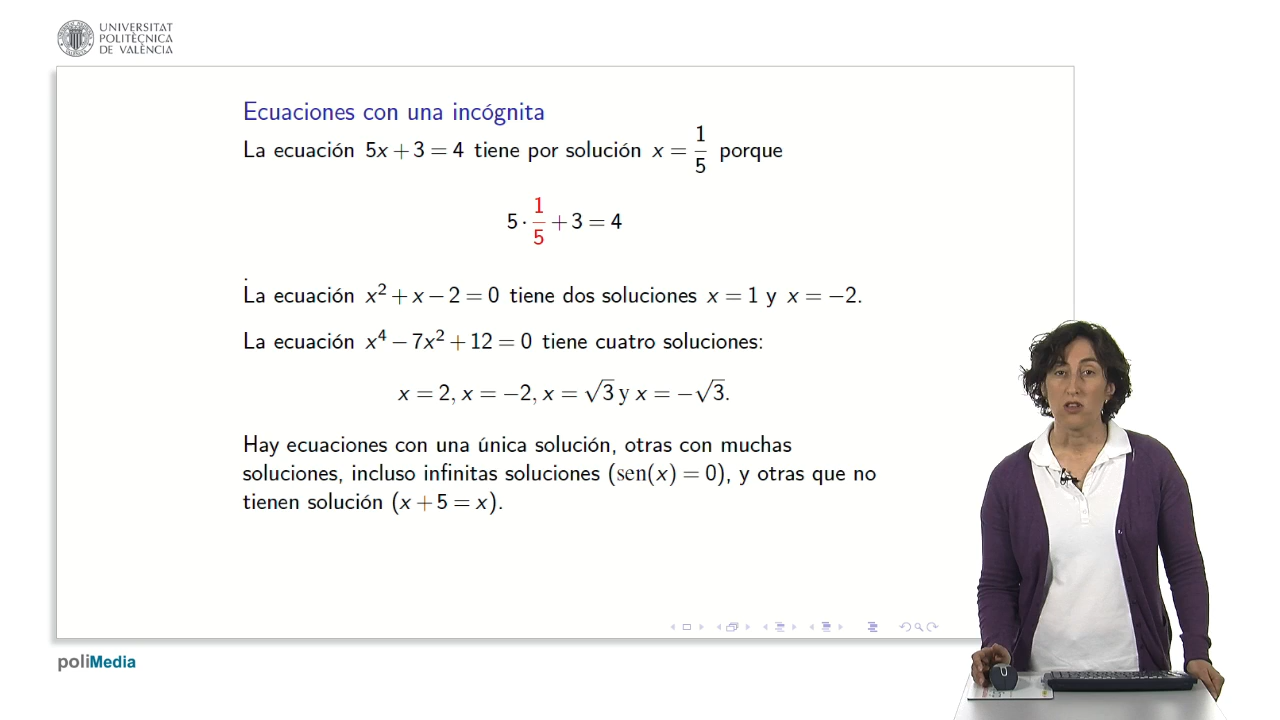 UNIVERSITAT
POLITÈCNICA
DE VALÈNCIA
Ecuaciones con una incógnita
La ecuación 5x + 3 = 4 tiene por solución x = 1/5 porque
5 · 1/5 + 3 = 4
La ecuación x² + x − 2 = 0 tiene dos soluciones x = 1 y x = −2.
La ecuación x⁴ − 7x² + 12 = 0 tiene cuatro soluciones:
x = 2, x = −2, x = √3 y x = −√3.
Hay ecuaciones con una única solución, otras con muchas
soluciones, incluso infinitas soluciones (sen(x) = 0), y otras que no
tienen solución (x + 5 = x).
poliMedia